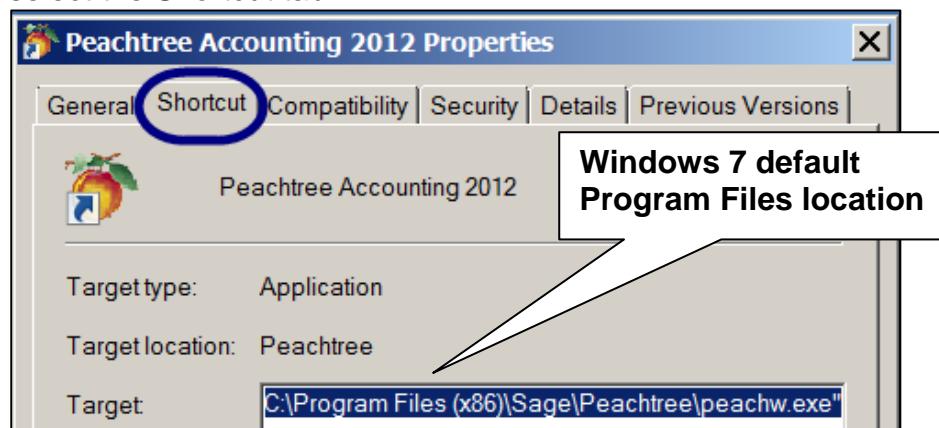 Peachtree Accounting 2012 Properties
General Shortcut Compatibility Security Details Previous Versions
Peachtree Accounting 2012
Windows 7 default
Program Files location
Target type: Application
Target location: Peachtree
Target: C:\Program Files (x86)\Sage\Peachtree\peachw.exe"